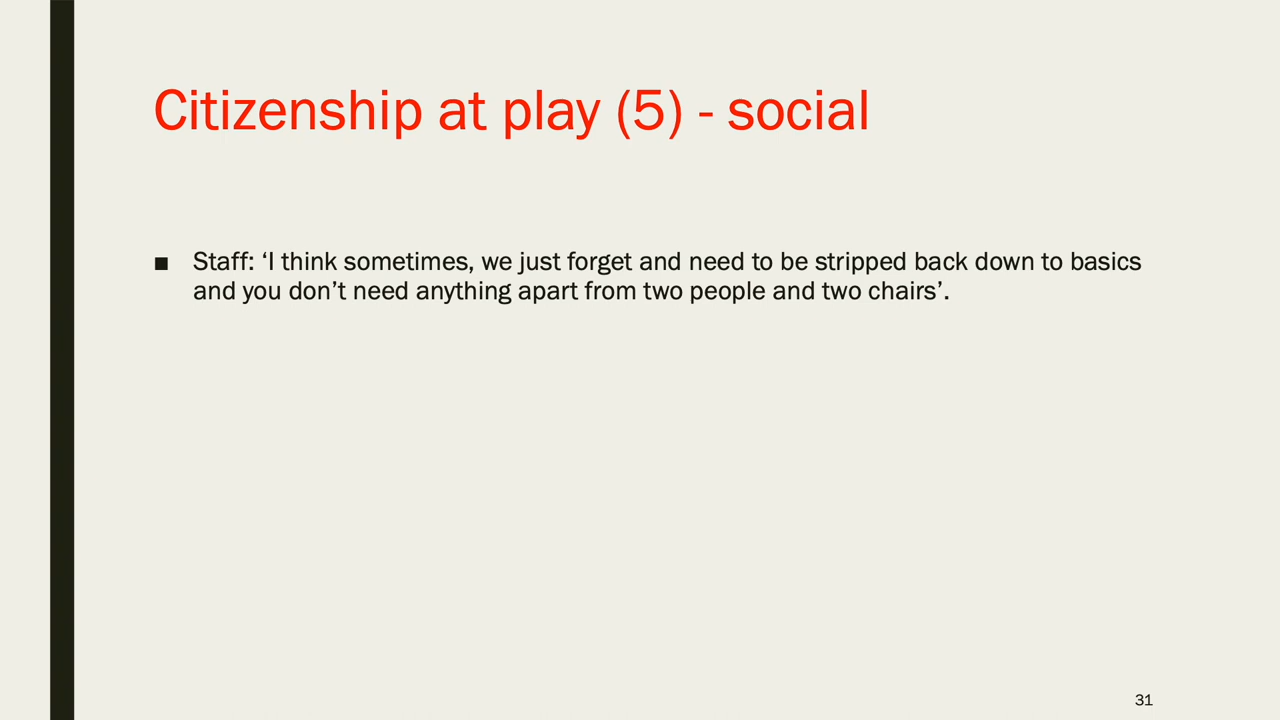 Citizenship at play (5) - social
■ Staff: ‘I think sometimes, we just forget and need to be stripped back down to basics
and you don’t need anything apart from two people and two chairs’.
31